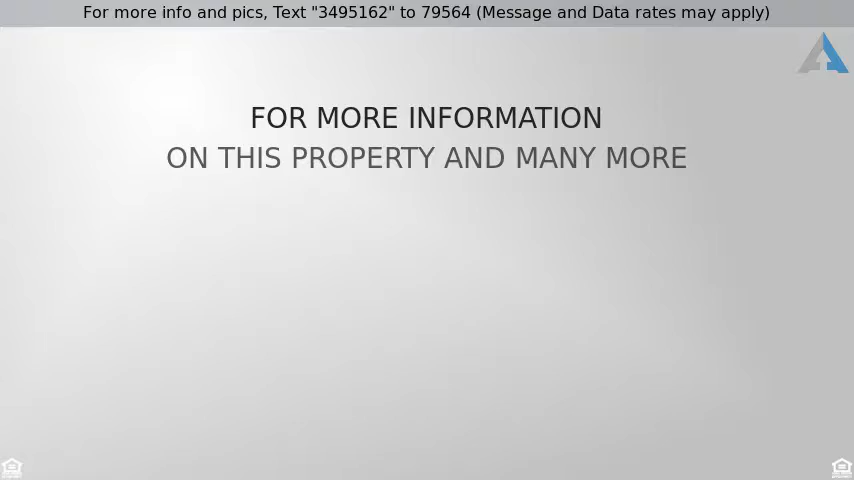 For more info and pics, Text "3495162" to 79564 (Message and Data rates may apply)
FOR MORE INFORMATION
ON THIS PROPERTY AND MANY MORE